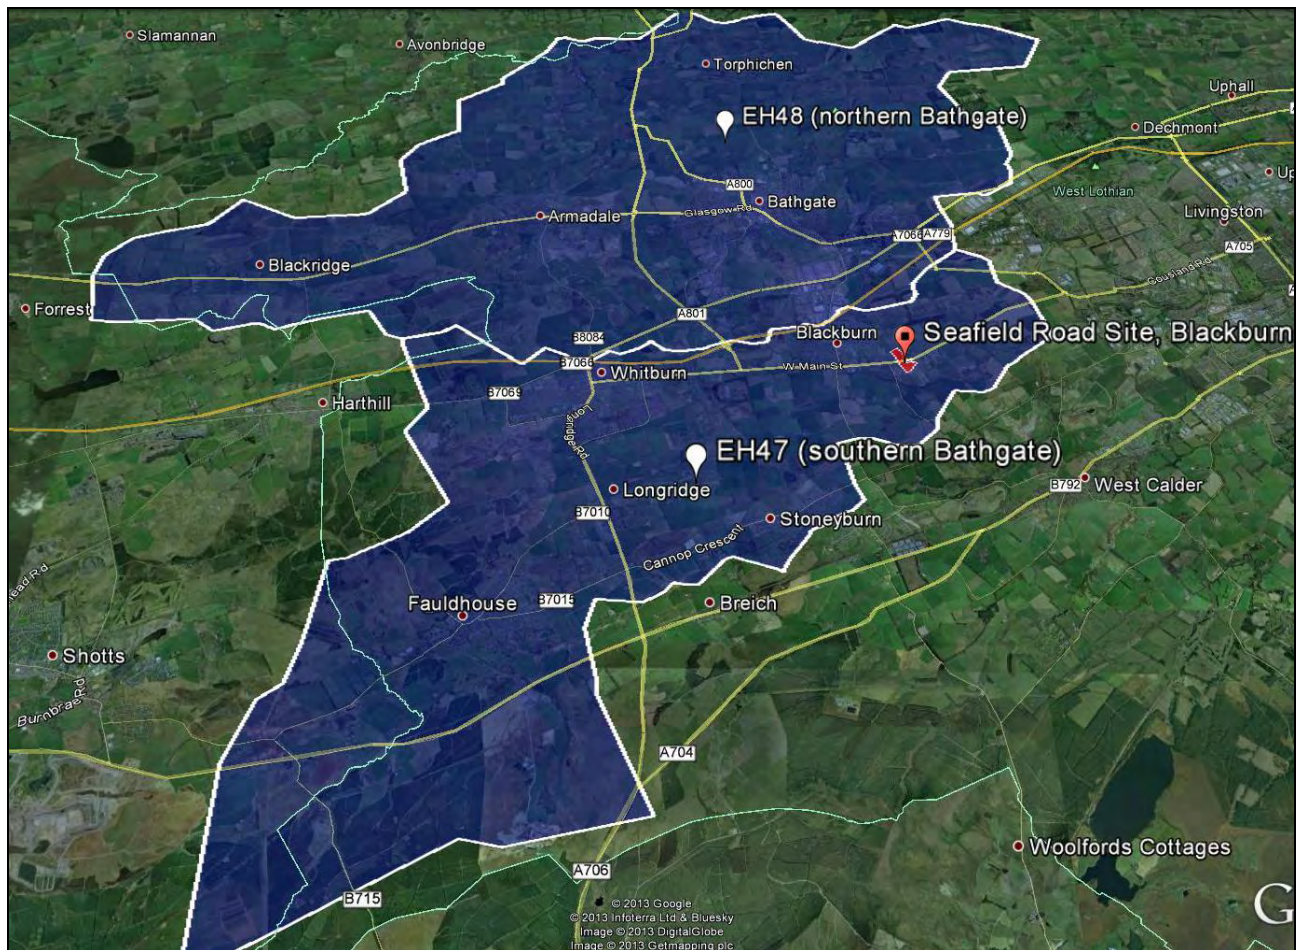 Slamannan
Avonbridge
Torphichen
Uphall
EH48 (northern Bathgate)
Dechmont
A800
Bathgate
West Lothian
Armadale
Glasgow Rd
Livingston
A7066
A779
A705
Gousland Rd
Blackridge
Forrest
A801
B8084
Blackburn
Seafield Road Site, Blackburn
B7066
Whitburn
W Main St
B7069
Harthill
Longridge Rd
EH47 (southern Bathgate)
Longridge
B792
West Calder
B7010
Stoneyburn
Cannop Crescent
Fauldhouse
B7015
Breich
Shotts
Burnbrae Rd
A704
Woolfords Cottages
A706
B715
© 2013 Google
© 2013 Infoterra Ltd & Bluesky
Image © 2013 DigitalGlobe
Image © 2013 Getmapping plc
G